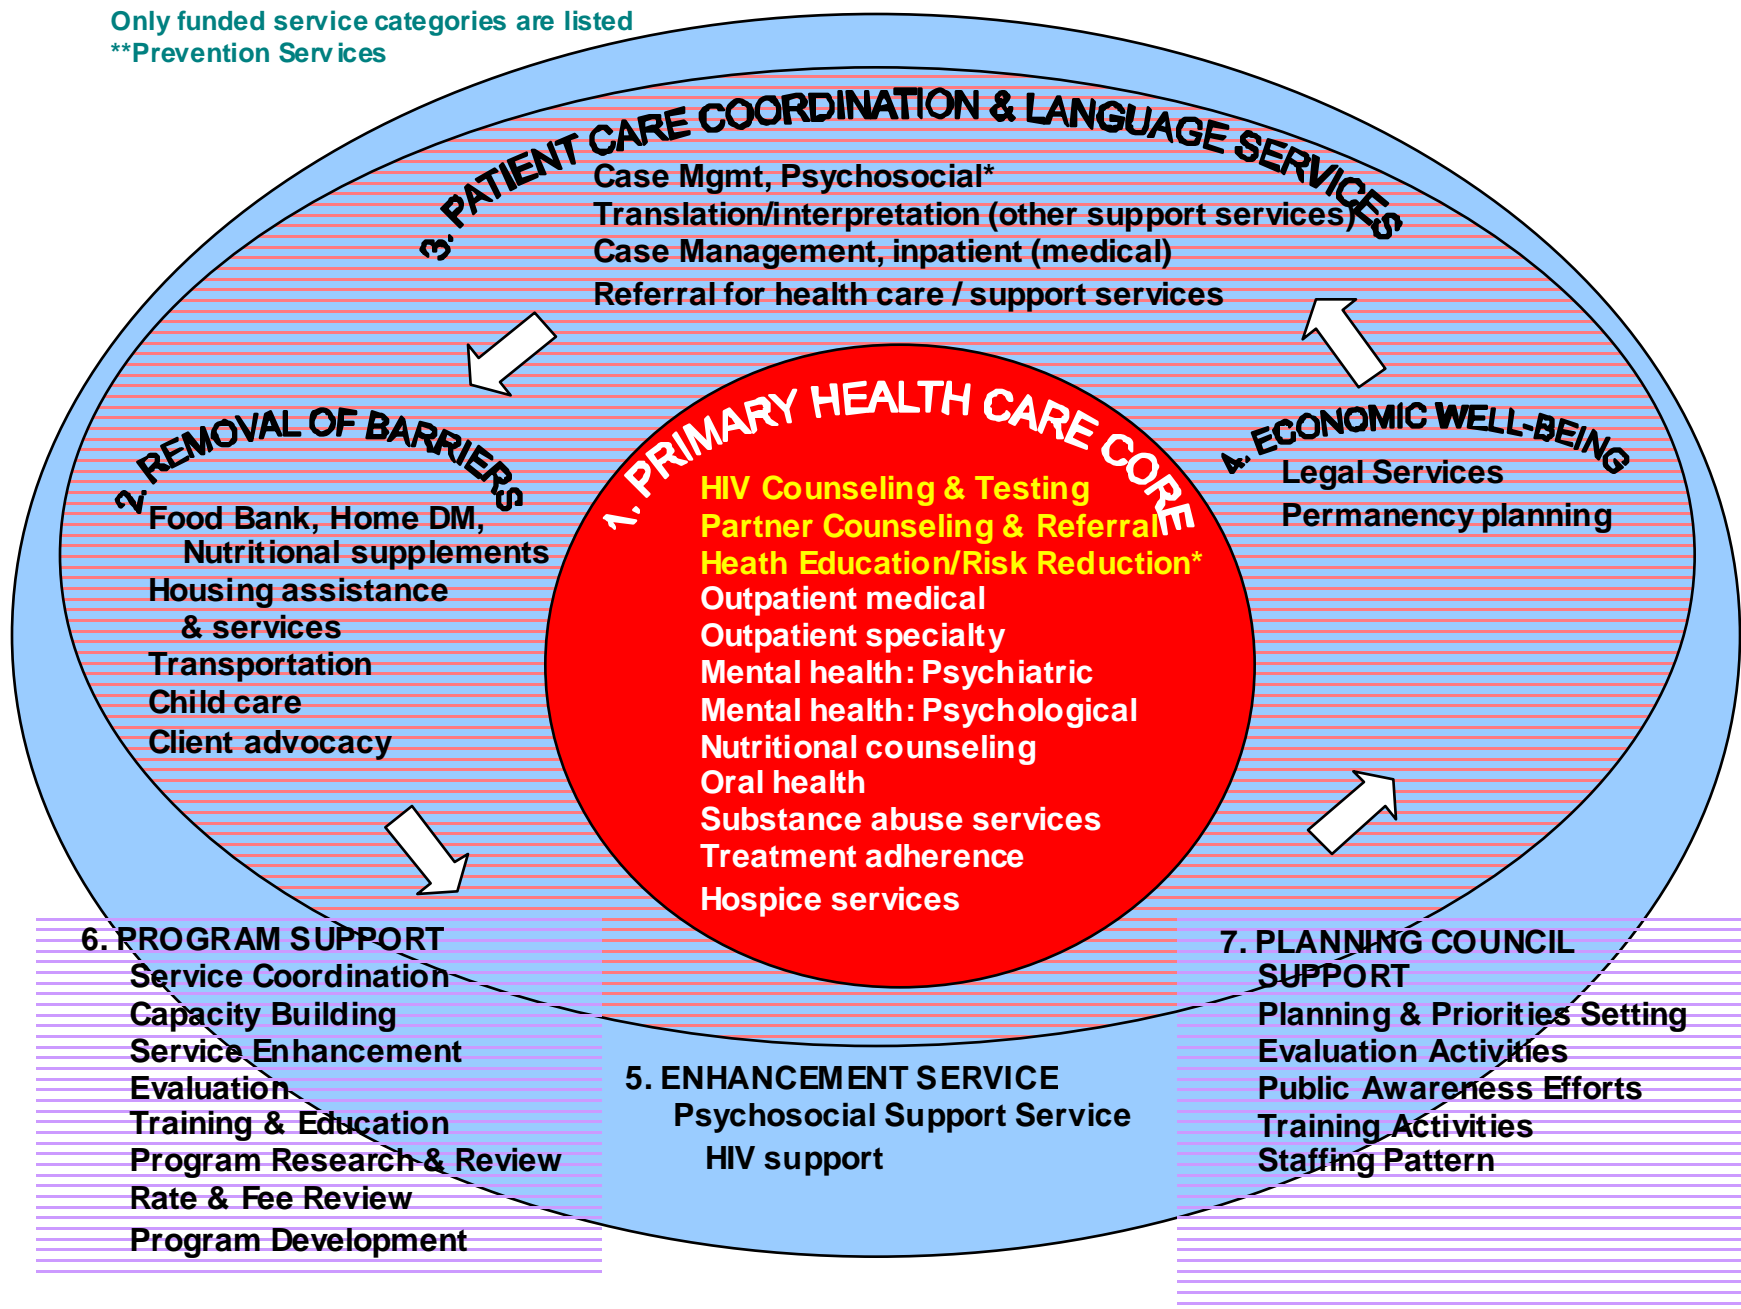 Only funded service categories are listed
**Prevention Services
3. PATIENT CARE COORDINATION & LANGUAGE SERVICES
Case Mgmt, Psychosocial*
Translation/interpretation (other support services)
Case Management, inpatient (medical)
Referral for health care / support services
2. REMOVAL OF BARRIERS
Food Bank, Home DM,
Nutritional supplements
Housing assistance
& services
Transportation
Child care
Client advocacy
1. PRIMARY HEALTH CARE CORE
HIV Counseling & Testing
Partner Counseling & Referral
Heath Education/Risk Reduction*
Outpatient medical
Outpatient specialty
Mental health: Psychiatric
Mental health: Psychological
Nutritional counseling
Oral health
Substance abuse services
Treatment adherence
Hospice services
4. ECONOMIC WELL-BEING
Legal Services
Permanency planning
6. PROGRAM SUPPORT
Service Coordination
Capacity Building
Service Enhancement
Evaluation
Training & Education
Program Research & Review
Rate & Fee Review
Program Development
5. ENHANCEMENT SERVICE
Psychosocial Support Service
HIV support
7. PLANNING COUNCIL
SUPPORT
Planning & Priorities Setting
Evaluation Activities
Public Awareness Efforts
Training Activities
Staffing Pattern